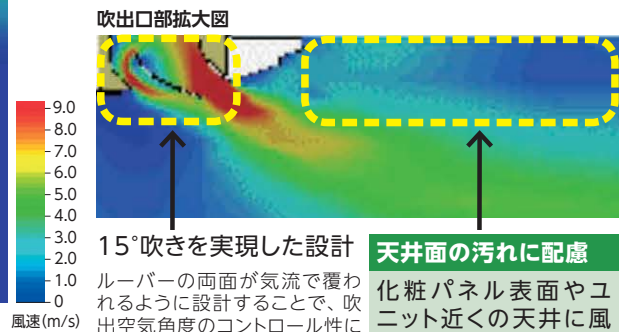 吹出口部拡大図
9.0
8.0
7.0
6.0
5.0
4.0
3.0
2.0
1.0
0
風速(m/s)
15°吹きを実現した設計
ルーバーの両面が気流で覆わ
れるように設計することで、吹
出空気角度のコントロール性に
天井面の汚れに配慮
化粧パネル表面やユ
ニット近くの天井に風